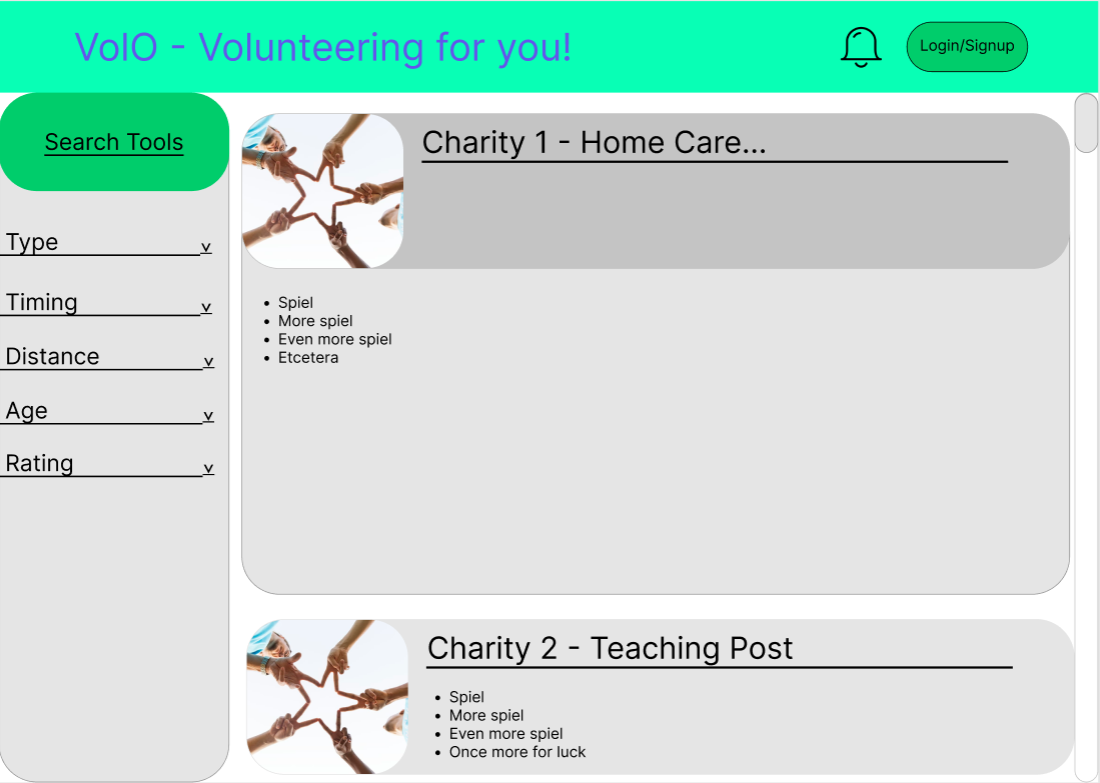 VolO - Volunteering for you!
Login/Signup
Search Tools
Type v
Timing v
Distance v
Age v
Rating v
Charity 1 - Home Care...
• Spiel
• More spiel
• Even more spiel
• Etcetera
Charity 2 - Teaching Post
• Spiel
• More spiel
• Even more spiel
• Once more for luck